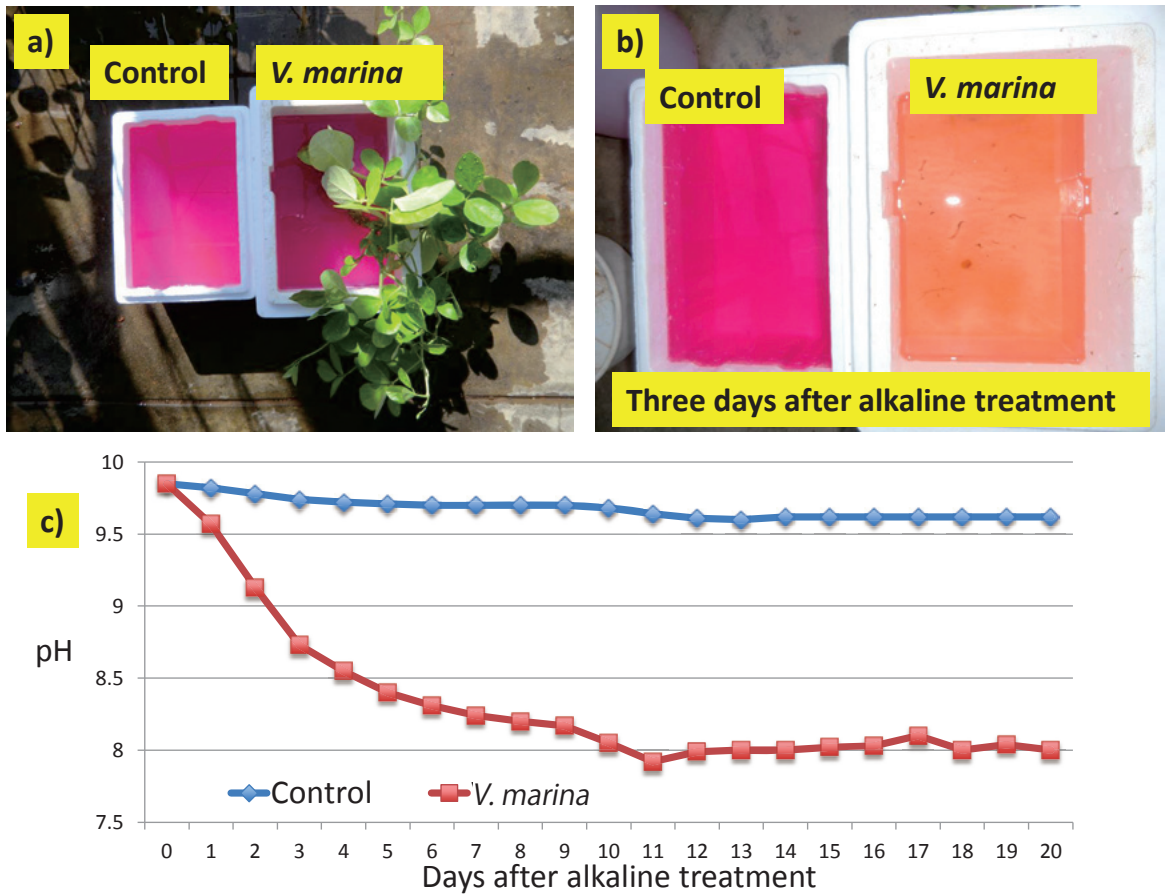 a)
Control
V. marina
b)
Control
V. marina
Three days after alkaline treatment
c)
pH
10
9.5
9
8.5
8
7.5
Control
V. marina
0 1 2 3 4 5 6 7 8 9 10 11 12 13 14 15 16 17 18 19 20
Days after alkaline treatment